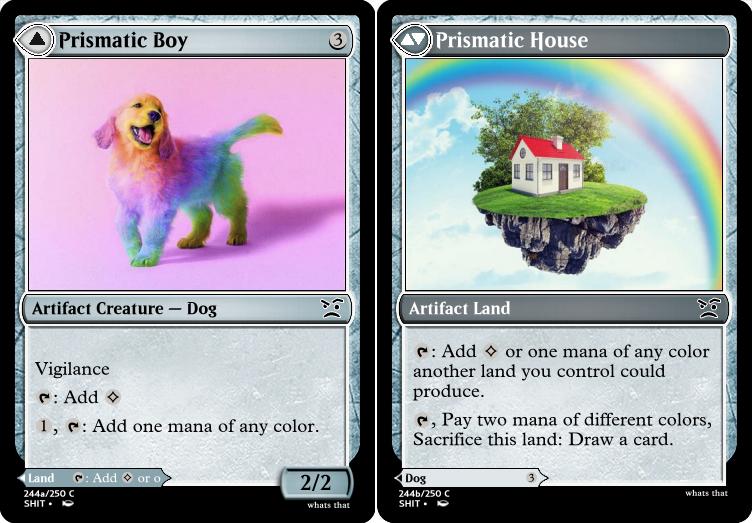 Prismatic Boy 3
Artifact Creature — Dog
Vigilance
: Add
1, : Add one mana of any color.
Land : Add or o
2/2
244a/250 C
SHIT •
whats that
Prismatic House
Artifact Land
: Add or one mana of any color
another land you control could
produce.
, Pay two mana of different colors,
Sacrifice this land: Draw a card.
Dog 3
244b/250 C
SHIT •
whats that